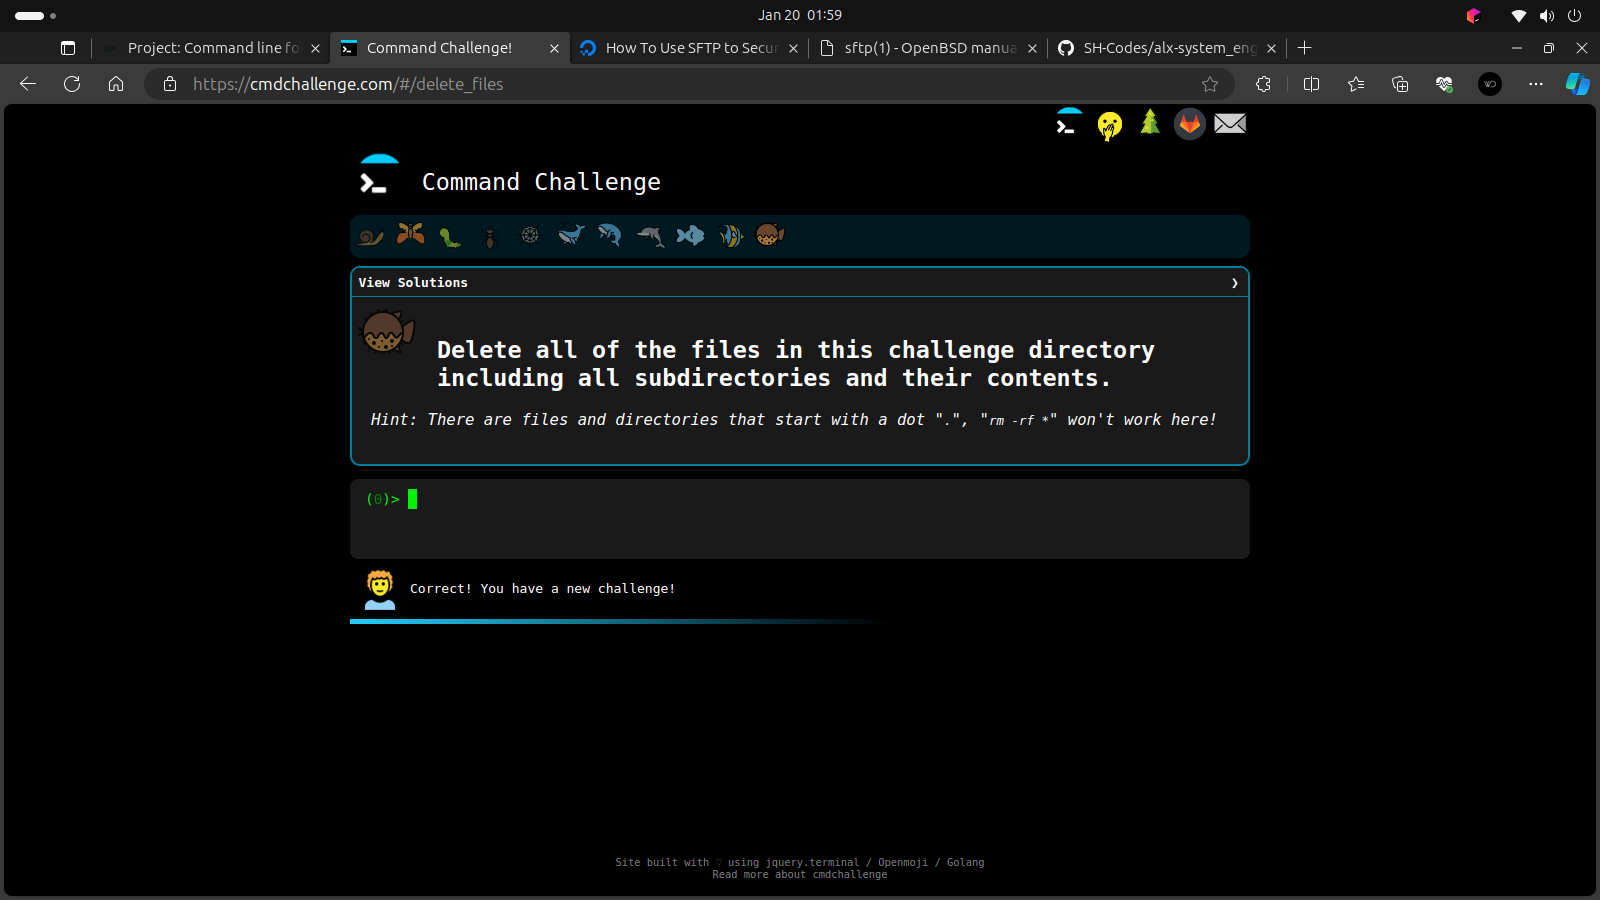 Jan 20 01:59
Project: Command line fo
Command Challenge!
How To Use SFTP to Secur
sftp(1) - OpenBSD manua
SH-Codes/alx-system_eng
https://cmdchallenge.com/#/delete_files
Command Challenge
View Solutions
Delete all of the files in this challenge directory
including all subdirectories and their contents.
Hint: There are files and directories that start with a dot ".", "rm -rf *" won't work here!
(0)>
Correct! You have a new challenge!
Site built with ♡ using jquery.terminal / Openmoji / Golang
Read more about cmdchallenge